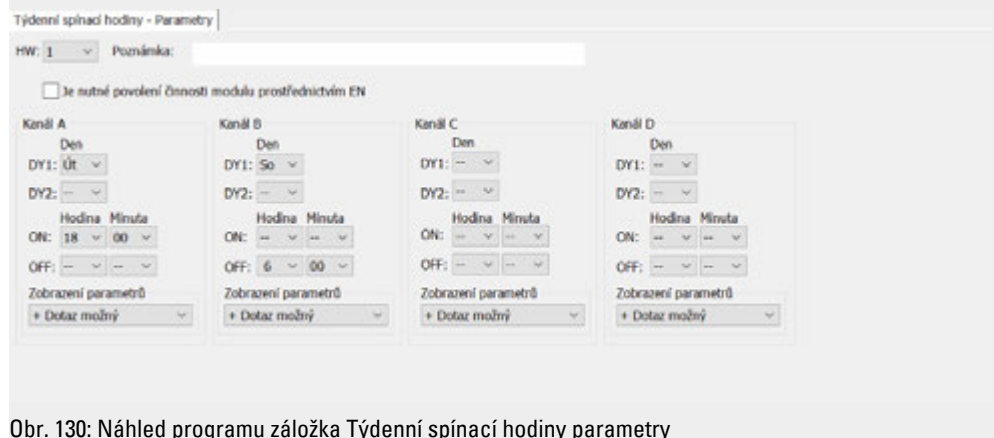 Týdenní spínací hodiny - Parametry
HW: 1 Poznámka:
Je nutné povolení činnosti modulu prostřednictvím EN
Kanál A Kanál B Kanál C Kanál D
Den Den Den Den
DY1: Út DY1: So DY1: -- DY1: --
DY2: -- DY2: -- DY2: -- DY2: --
Hodina Minuta Hodina Minuta Hodina Minuta Hodina Minuta
ON: 18 00 ON: -- -- ON: -- -- ON: -- --
OFF: -- -- OFF: 6 00 OFF: -- -- OFF: -- --
Zobrazení parametrů Zobrazení parametrů Zobrazení parametrů Zobrazení parametrů
+ Dotaz možný + Dotaz možný + Dotaz možný + Dotaz možný
Obr. 130: Náhled programu záložka Týdenní spínací hodiny parametry